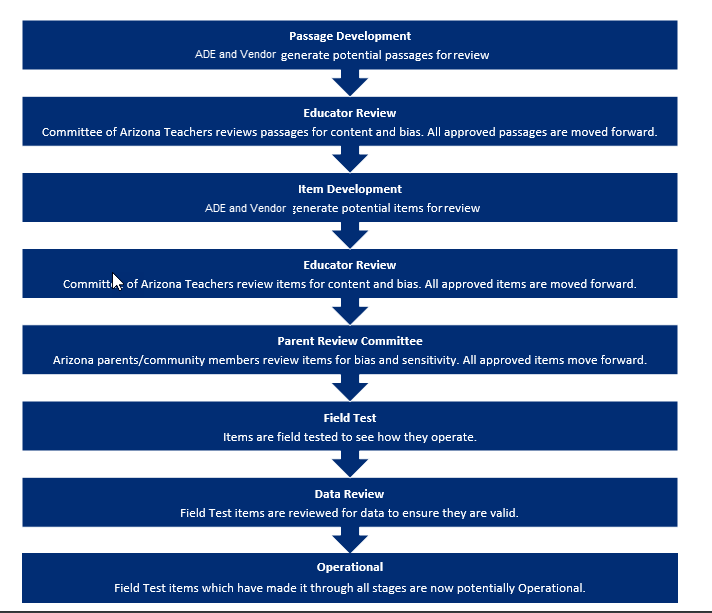 Passage Development
ADE and Vendor generate potential passages for review
Educator Review
Committee of Arizona Teachers reviews passages for content and bias. All approved passages are moved forward.
Item Development
ADE and Vendor generate potential items for review
Educator Review
Committee of Arizona Teachers review items for content and bias. All approved items are moved forward.
Parent Review Committee
Arizona parents/community members review items for bias and sensitivity. All approved items move forward.
Field Test
Items are field tested to see how they operate.
Data Review
Field Test items are reviewed for data to ensure they are valid.
Operational
Field Test items which have made it through all stages are now potentially Operational.